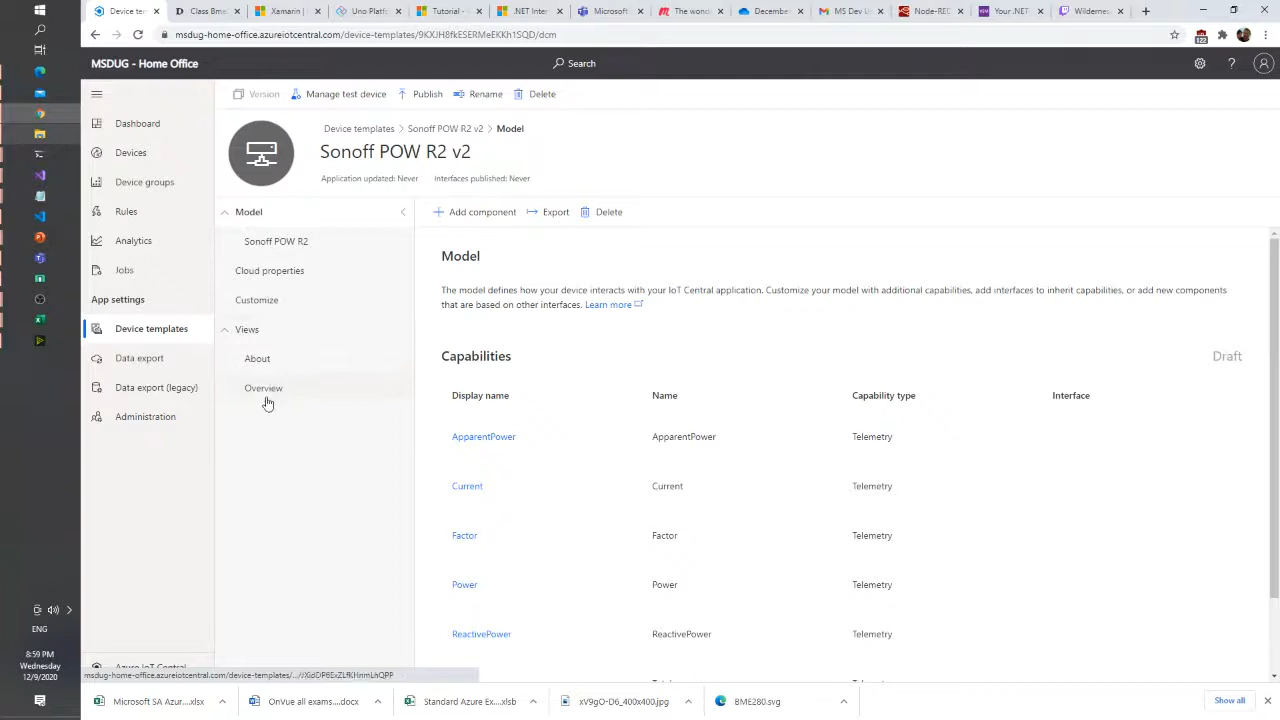 Device tem
Class Bme
Xamarin |
Uno Platfo
Tutorial -
.NET Inter
Microsoft
The wond
Decembe
MS Dev U
Node-RED
Your .NET
Wilderne
msdug-home-office.azureiotcentral.com/device-templates/9KXJH8fkESERMeEKKh1SQD/dcm
122
MSDUG - Home Office
Search
Version
Manage test device
Publish
Rename
Delete
Dashboard
Devices
Device groups
Rules
Analytics
Jobs
App settings
Device templates
Data export
Data export (legacy)
Administration
Azure IoT Central
Device templates > Sonoff POW R2 v2 > Model
Sonoff POW R2 v2
Application updated: Never Interfaces published: Never
Model
Sonoff POW R2
Cloud properties
Customize
Views
About
Overview
Add component
Export
Delete
Model
The model defines how your device interacts with your IoT Central application. Customize your model with additional capabilities, add interfaces to inherit capabilities, or add new components
that are based on other interfaces. Learn more
Capabilities
Draft
Display name Name Capability type Interface
ApparentPower ApparentPower Telemetry
Current Current Telemetry
Factor Factor Telemetry
Power Power Telemetry
ReactivePower ReactivePower Telemetry
ENG
8:59 PM
Wednesday
12/9/2020
Microsoft SA Azur....xlsx
OnVue all exams....docx
Standard Azure Ex....xlsb
xV9gO-D6_400x400.jpg
BME280.svg
Show all